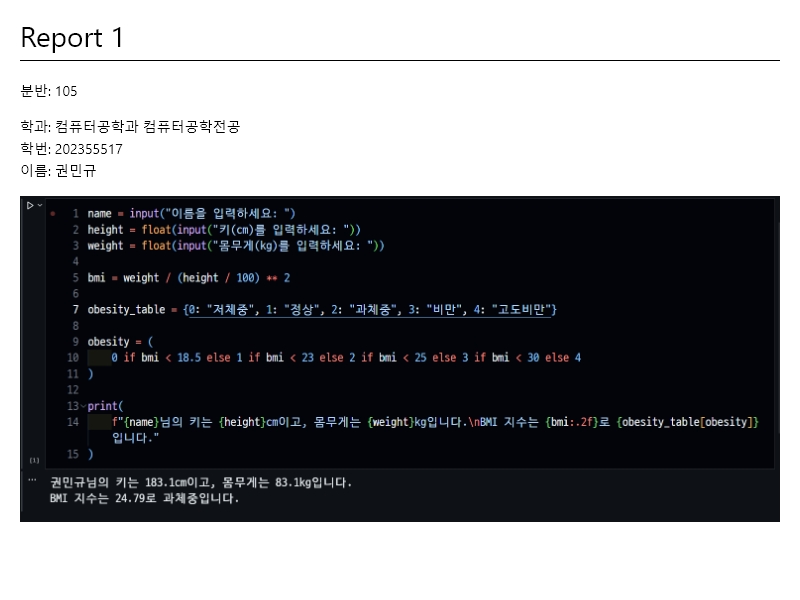 Report 1
분반: 105
학과: 컴퓨터공학과 컴퓨터공학전공
학번: 202355517
이름: 권민규
1 name = input("이름을 입력하세요: ")
2 height = float(input("키(cm)를 입력하세요: "))
3 weight = float(input("몸무게(kg)를 입력하세요: "))
4
5 bmi = weight / (height / 100) ** 2
6
7 obesity_table = {0: "저체중", 1: "정상", 2: "과체중", 3: "비만", 4: "고도비만"}
8
9 obesity = (
10 0 if bmi < 18.5 else 1 if bmi < 23 else 2 if bmi < 25 else 3 if bmi < 30 else 4
11 )
12
13 print(
14 f"{name}님의 키는 {height}cm이고, 몸무게는 {weight}kg입니다.\nBMI 지수는 {bmi:.2f}로 {obesity_table[obesity]}
입니다."
15 )
[1]
... 권민규님의 키는 183.1cm이고, 몸무게는 83.1kg입니다.
BMI 지수는 24.79로 과체중입니다.